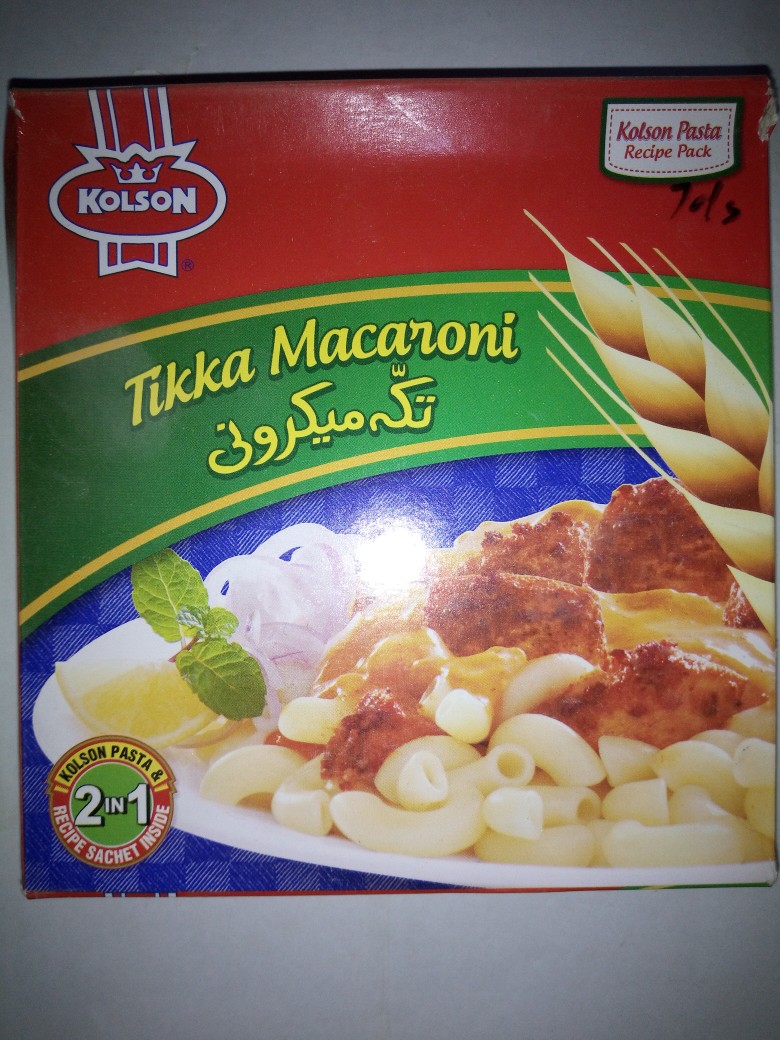 KOLSON
®
Kolson Pasta
Recipe Pack
Tikka Macaroni
تکّہ میکرونی
KOLSON PASTA &
2 IN 1
RECIPE SACHET INSIDE